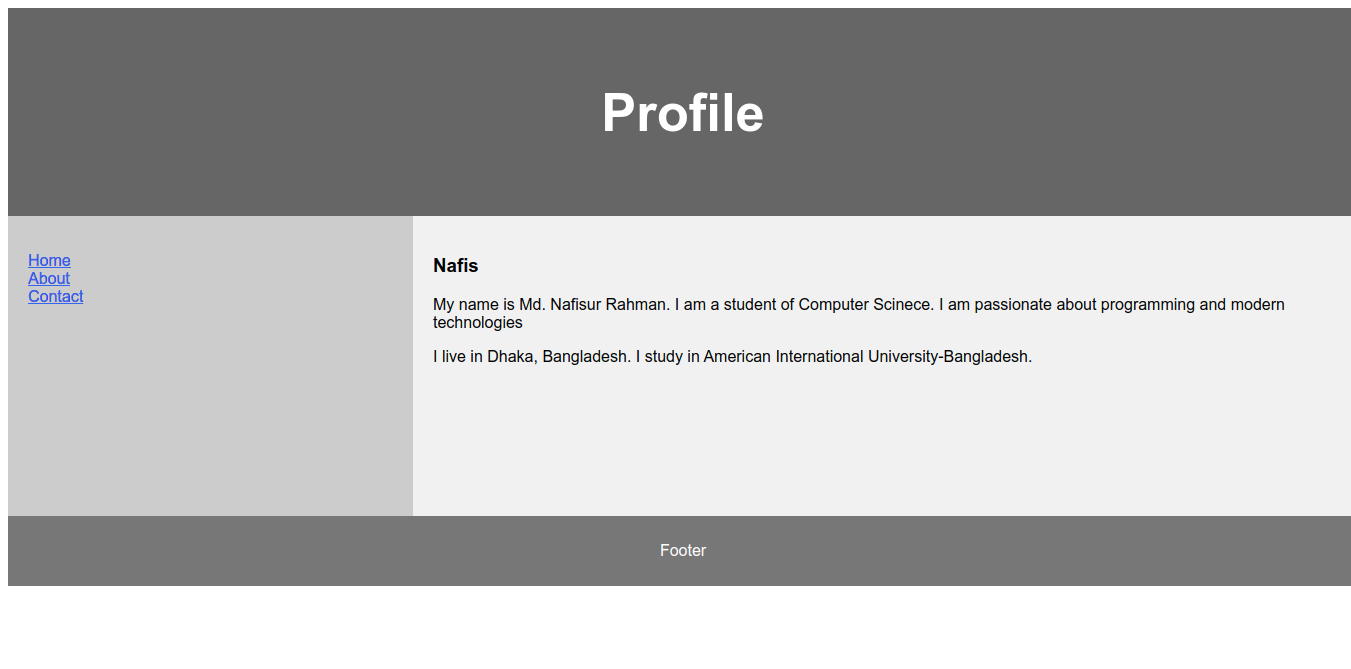 Profile
Home
About
Contact
Nafis
My name is Md. Nafisur Rahman. I am a student of Computer Scinece. I am passionate about programming and modern
technologies
I live in Dhaka, Bangladesh. I study in American International University-Bangladesh.
Footer